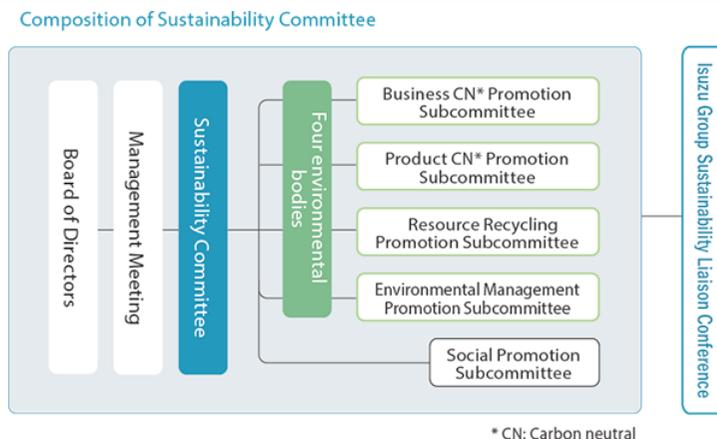 Composition of Sustainability Committee
Board of Directors
Management Meeting
Sustainability Committee
Four environmental
bodies
Business CN* Promotion
Subcommittee
Product CN* Promotion
Subcommittee
Resource Recycling
Promotion Subcommittee
Environmental Management
Promotion Subcommittee
Social Promotion
Subcommittee
Isuzu Group Sustainability Liaison Conference
* CN: Carbon neutral